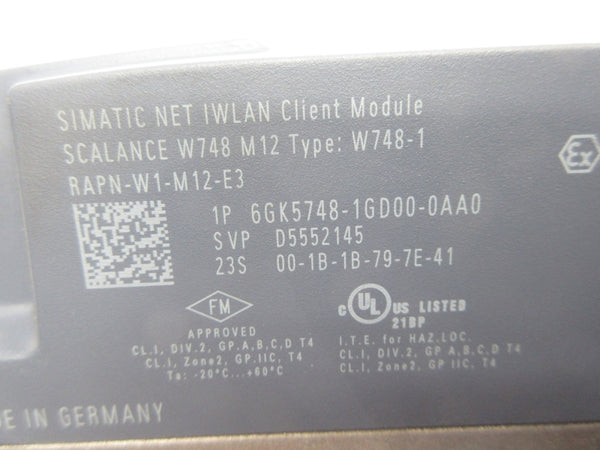 SIMATIC NET IWLAN Client Module
SCALANCE W748 M12 Type: W748-1
RAPN-W1-M12-E3
1P 6GK5748-1GD00-0AA0
SVP D5552145
23S 00-1B-1B-79-7E-41
Ex
FM
APPROVED
CL.I, DIV.2, GP.A,B,C,D T4
CL.I, Zone2, GP.IIC, T4
Ta: -20°C...+60°C
c UL US LISTED
21BP
I.T.E. for HAZ.LOC.
CL.I, DIV.2, GP A,B,C,D T4
CL.I, Zone2, GP IIC, T4
DE IN GERMANY